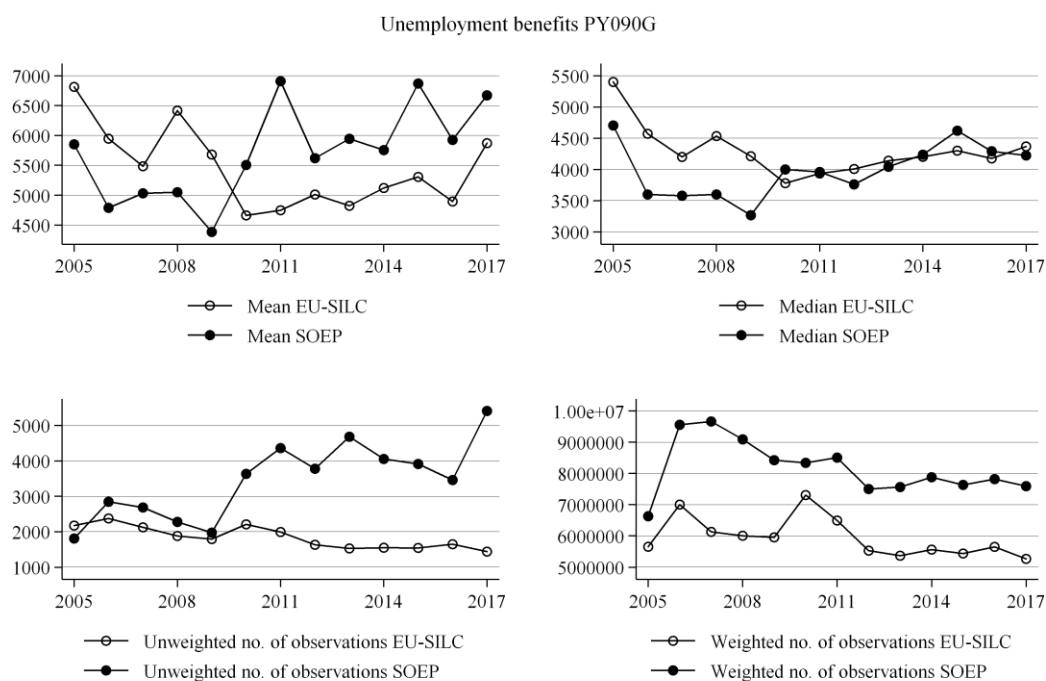 Unemployment benefits PY090G
7000
6500
6000
5500
5000
4500
2005 2008 2011 2014 2017
Mean EU-SILC
Mean SOEP
5500
5000
4500
4000
3500
3000
2005 2008 2011 2014 2017
Median EU-SILC
Median SOEP
5000
4000
3000
2000
1000
2005 2008 2011 2014 2017
Unweighted no. of observations EU-SILC
Unweighted no. of observations SOEP
1.00e+07
9000000
8000000
7000000
6000000
5000000
2005 2008 2011 2014 2017
Weighted no. of observations EU-SILC
Weighted no. of observations SOEP